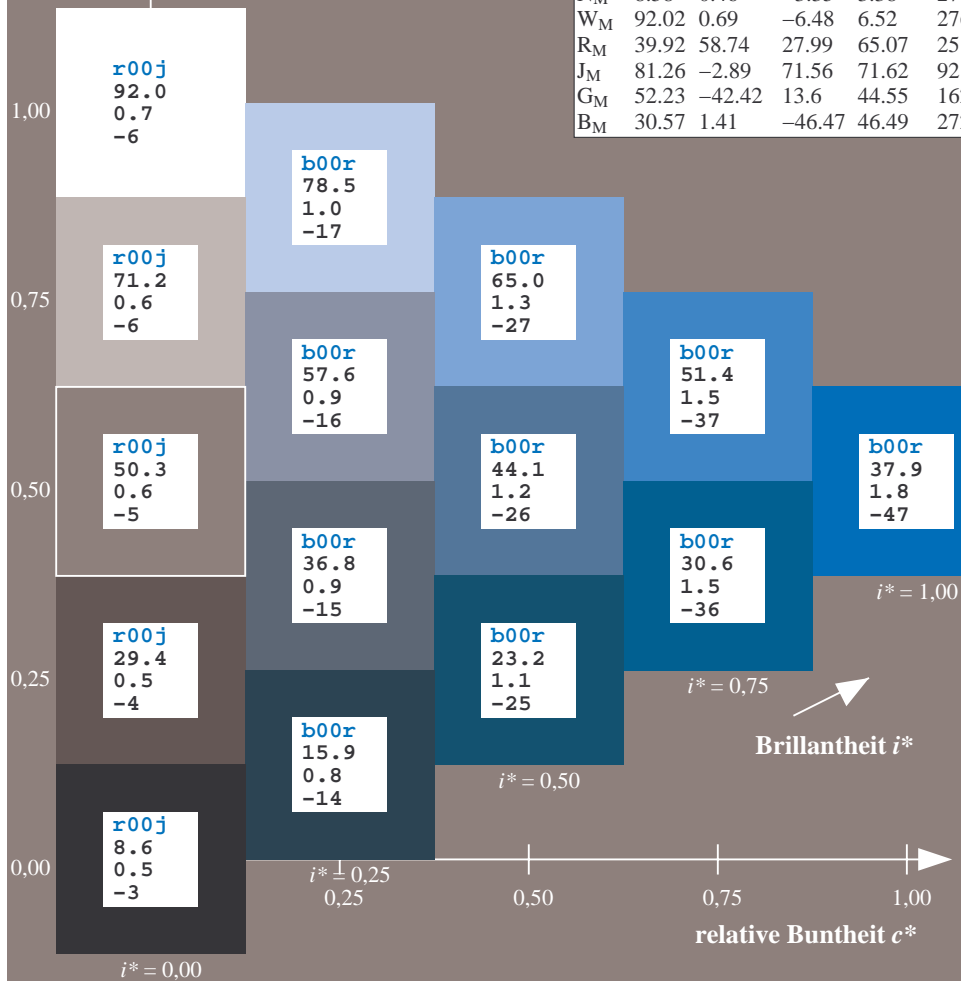 W_M 92.02 0.69 −6.48 6.52
R_M 39.92 58.74 27.99 65.07
J_M 81.26 −2.89 71.56 71.62
G_M 52.23 −42.42 13.6 44.55
B_M 30.57 1.41 −46.47 46.49
1,00
0,75
0,50
0,25
0,00
r00j
92.0
0.7
−6
r00j
71.2
0.6
−6
r00j
50.3
0.6
−5
r00j
29.4
0.5
−4
r00j
8.6
0.5
−3
i* = 0,00
b00r
78.5
1.0
−17
b00r
57.6
0.9
−16
b00r
36.8
0.9
−15
b00r
15.9
0.8
−14
i* = 0,25
b00r
65.0
1.3
−27
b00r
44.1
1.2
−26
b00r
23.2
1.1
−25
i* = 0,50
b00r
51.4
1.5
−37
b00r
30.6
1.5
−36
i* = 0,75
b00r
37.9
1.8
−47
i* = 1,00
Brillantheit i*
0,25 0,50 0,75 1,00
relative Buntheit c*